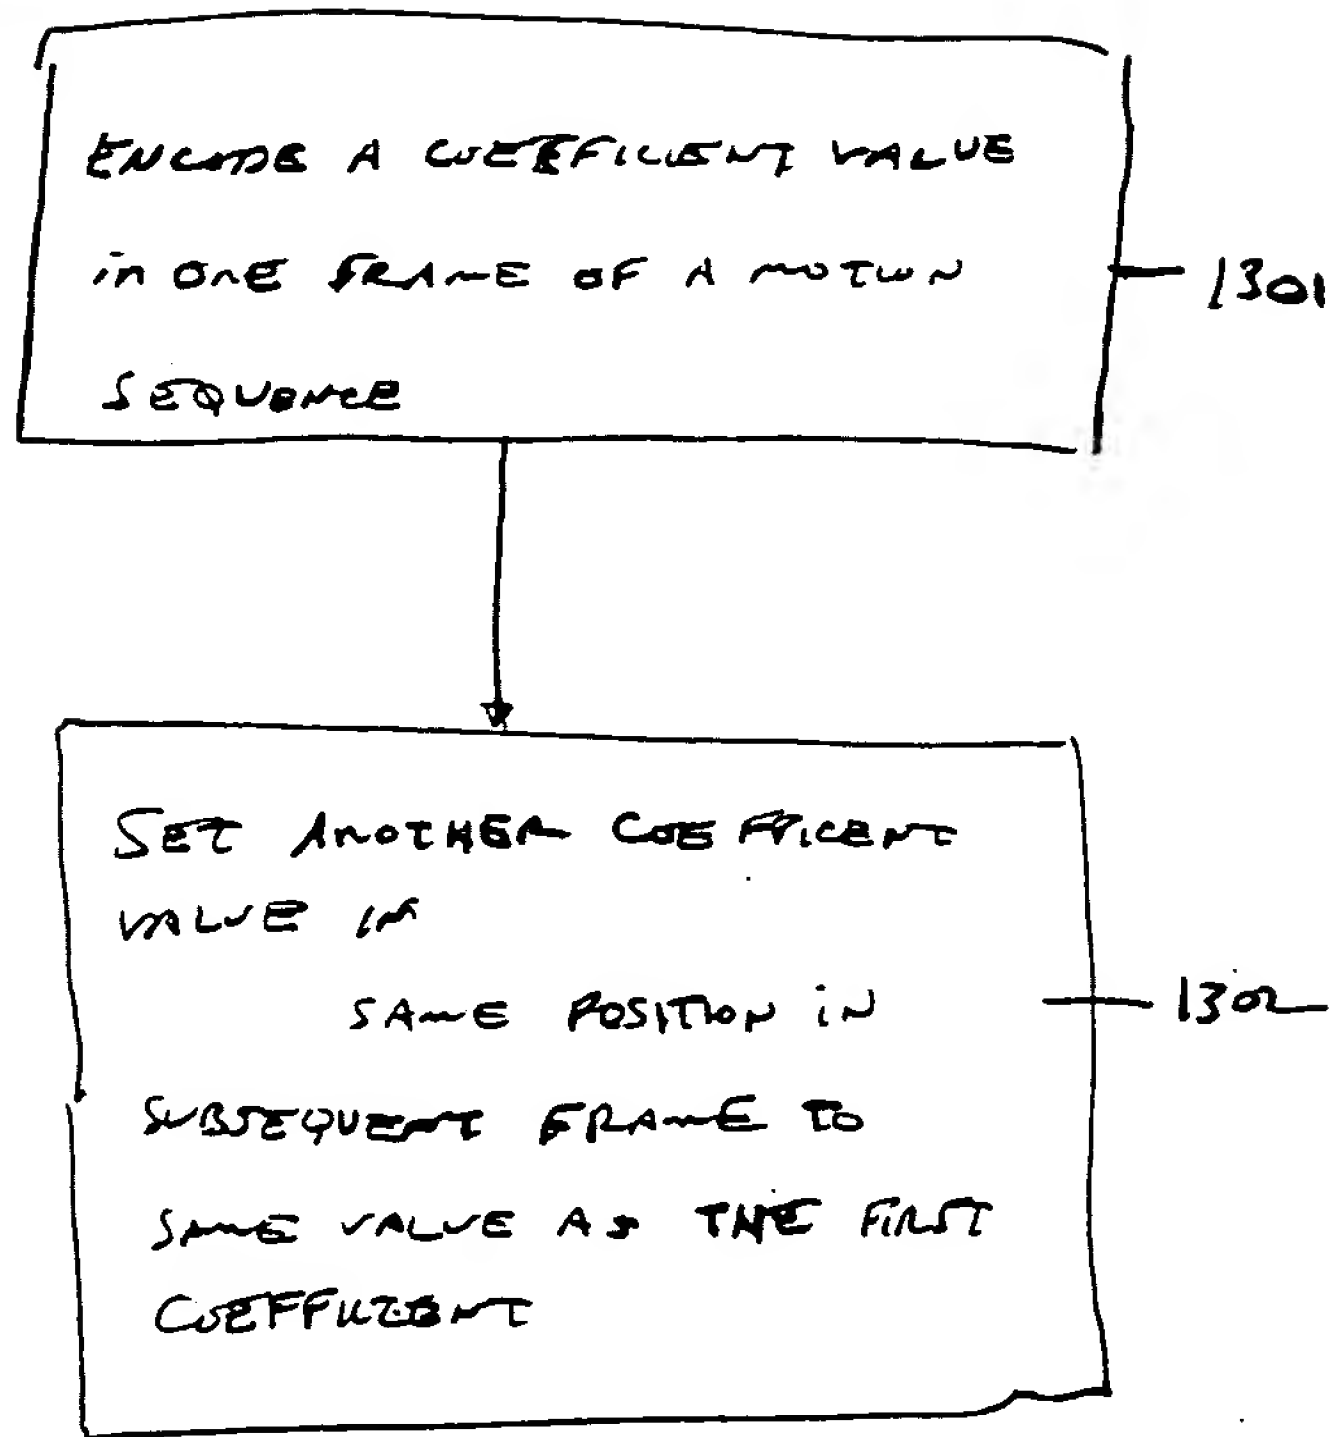 ENCODE A COEFFICIENT VALUE
in ONE FRAME OF A MOTION
SEQUENCE
1301
SET ANOTHER COEFFICENT
VALUE IN
SAME POSITION iN
SUBSEQUENT FRAME TO
SAME VALUE AS THE FIRST
COEFFICIENT
1302